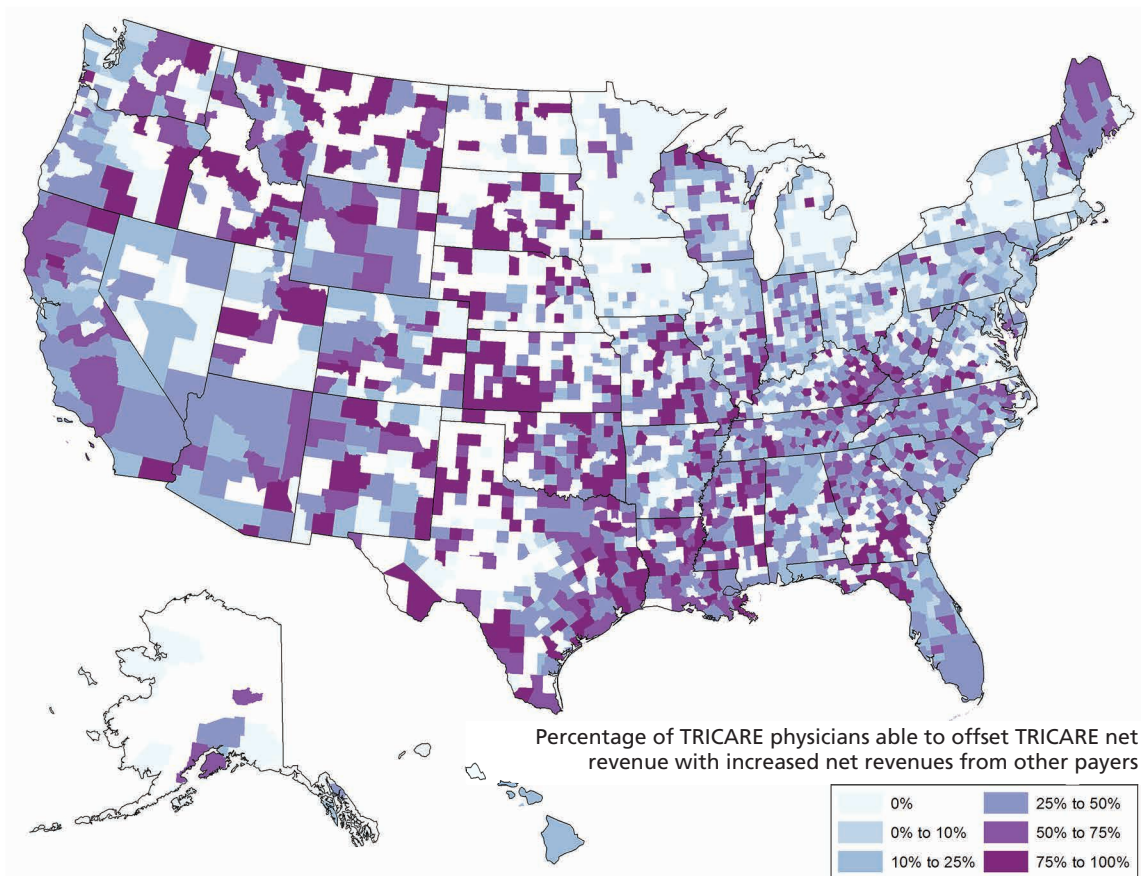 Percentage of TRICARE physicians able to offset TRICARE net
revenue with increased net revenues from other payers
0%
25% to 50%
0% to 10%
50% to 75%
10% to 25%
75% to 100%